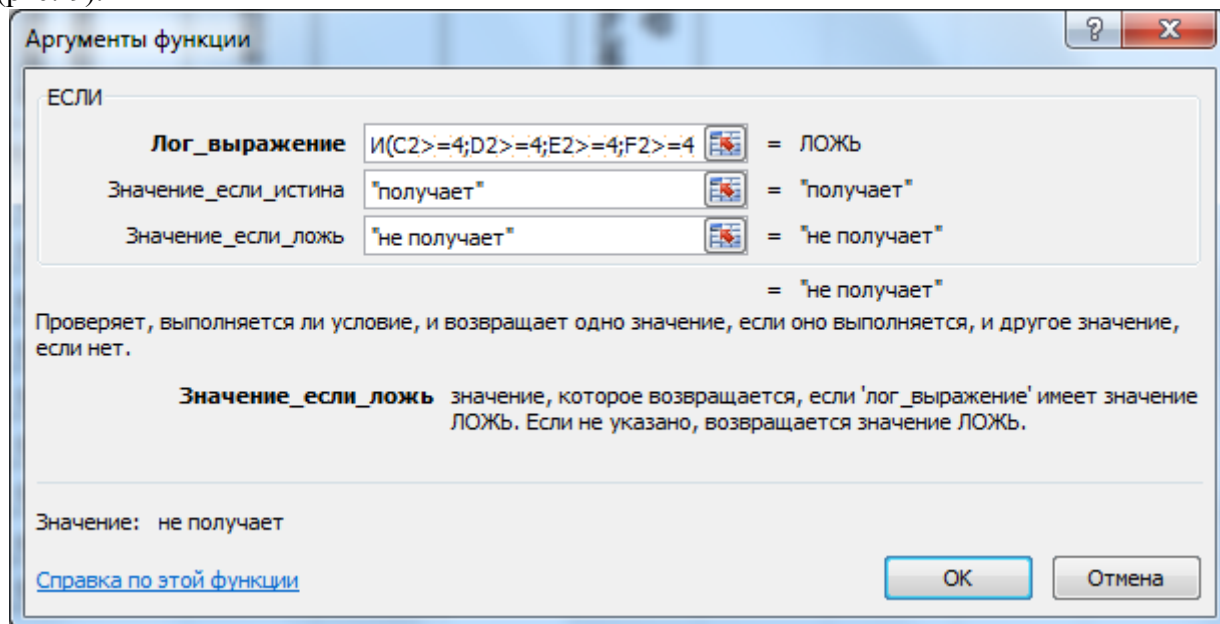 Аргументы функции
ЕСЛИ
Лог_выражение И(C2>=4;D2>=4;E2>=4;F2>=4 = ЛОЖЬ
Значение_если_истина "получает" = "получает"
Значение_если_ложь "не получает" = "не получает"
= "не получает"
Проверяет, выполняется ли условие, и возвращает одно значение, если оно выполняется, и другое значение,
если нет.
Значение_если_ложь значение, которое возвращается, если 'лог_выражение' имеет значение
ЛОЖЬ. Если не указано, возвращается значение ЛОЖЬ.
Значение: не получает
Справка по этой функции
ОК Отмена